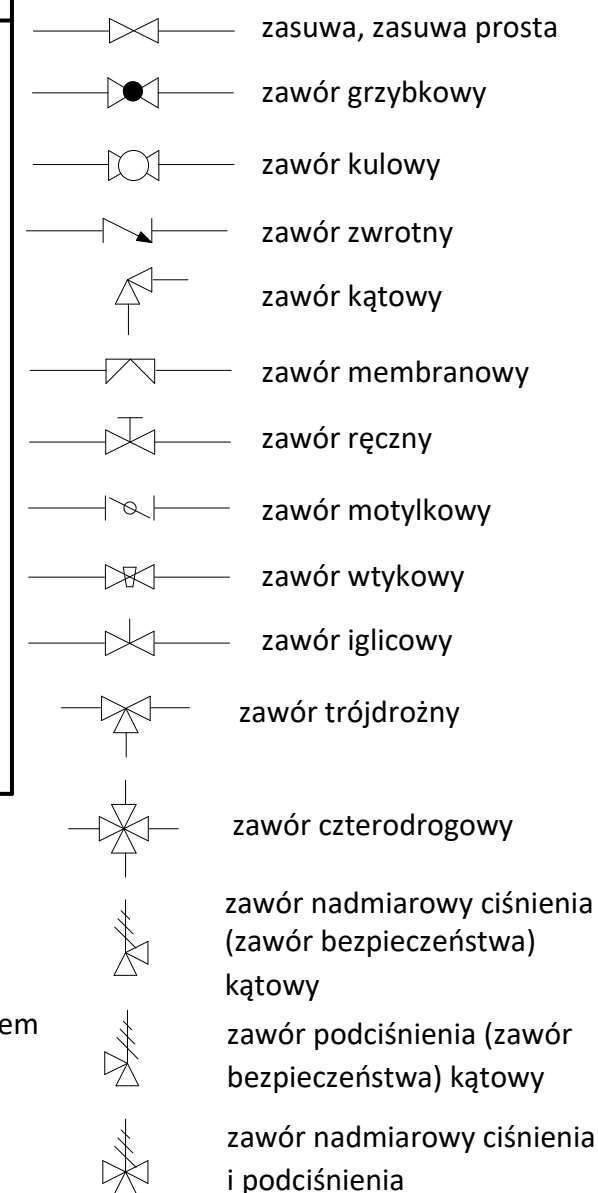 zasuwa, zasuwa prosta
zawór grzybkowy
zawór kulowy
zawór zwrotny
zawór kątowy
zawór membranowy
zawór ręczny
zawór motylkowy
zawór wtykowy
zawór iglicowy
zawór trójdrożny
zawór czterodrogowy
zawór nadmiarowy ciśnienia
(zawór bezpieczeństwa)
kątowy
em
zawór podciśnienia (zawór
bezpieczeństwa) kątowy
zawór nadmiarowy ciśnienia
i podciśnienia